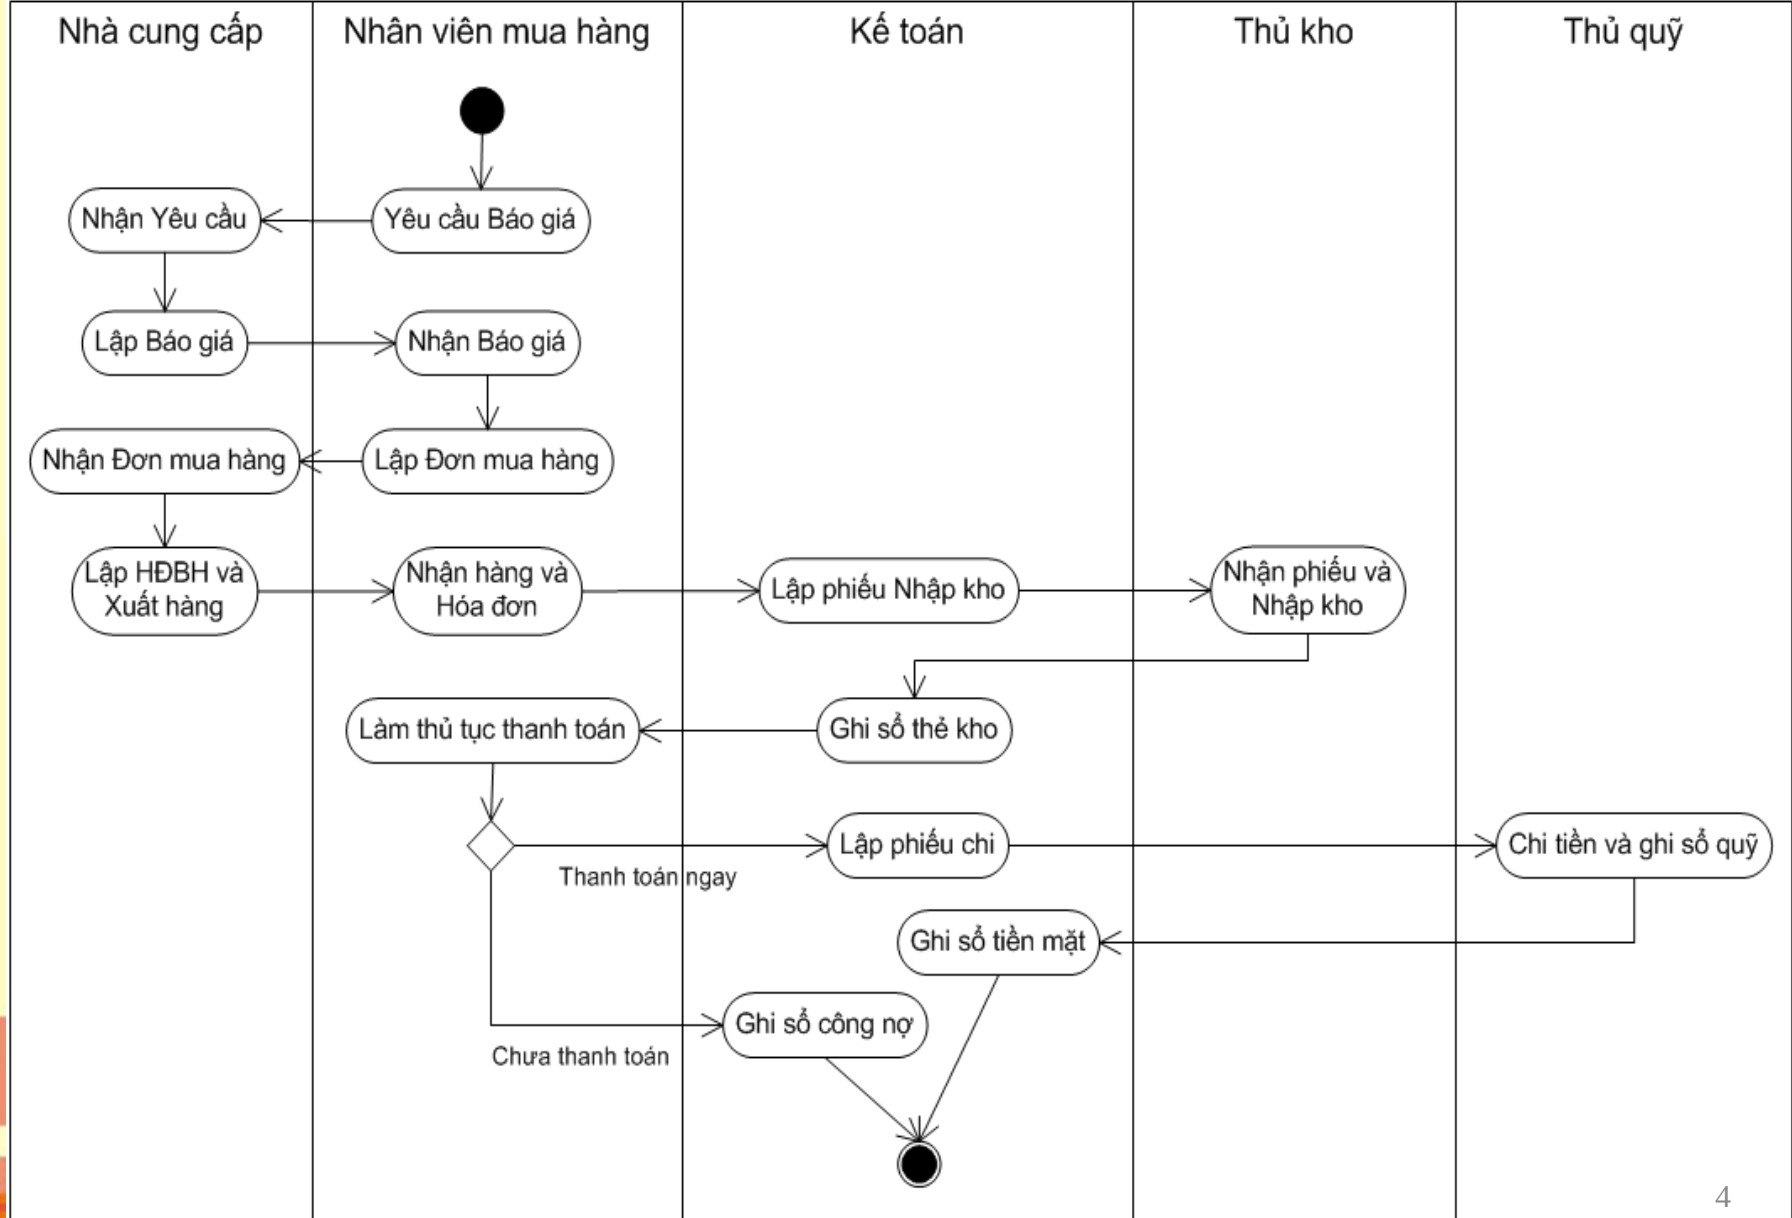 Nhà cung cấp
Nhân viên mua hàng
Kế toán
Thủ kho
Thủ quỹ
Nhận Yêu cầu
Yêu cầu Báo giá
Lập Báo giá
Nhận Báo giá
Nhận Đơn mua hàng
Lập Đơn mua hàng
Lập HĐBH và
Xuất hàng
Nhận hàng và
Hóa đơn
Lập phiếu Nhập kho
Nhận phiếu và
Nhập kho
Làm thủ tục thanh toán
Ghi sổ thẻ kho
Lập phiếu chi
Chi tiền và ghi sổ quỹ
Thanh toán ngay
Ghi sổ tiền mặt
Ghi sổ công nợ
Chưa thanh toán
4